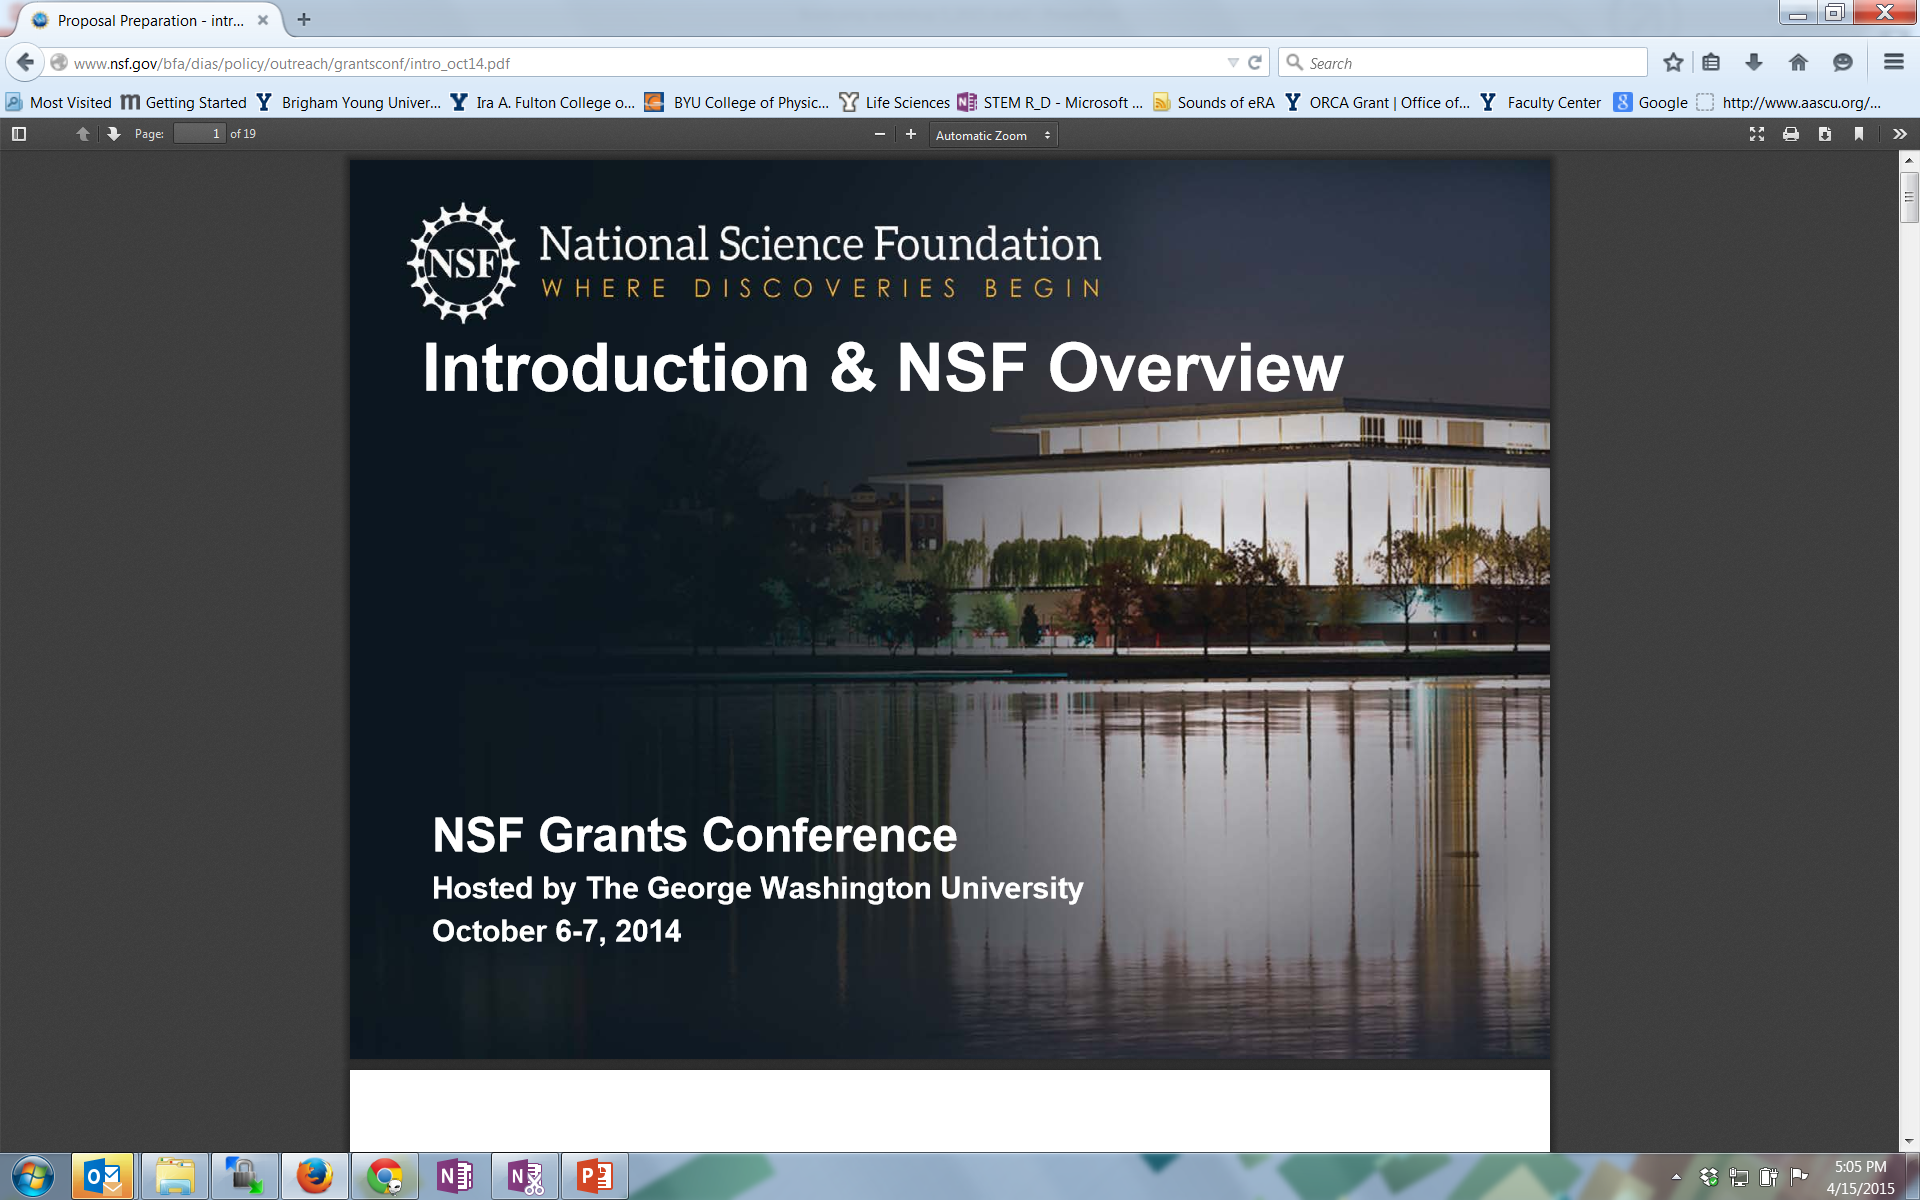 Proposal Preparation - intr...
www.nsf.gov/bfa/dias/policy/outreach/grantsconf/intro_oct14.pdf
Search
Most Visited
Getting Started
Brigham Young Univer...
Ira A. Fulton College o...
BYU College of Physic...
Life Sciences
STEM R_D - Microsoft ...
Sounds of eRA
ORCA Grant | Office of...
Faculty Center
Google
http://www.aascu.org/...
Page: 1 of 19
Automatic Zoom
NSF
National Science Foundation
WHERE DISCOVERIES BEGIN
Introduction & NSF Overview
NSF Grants Conference
Hosted by The George Washington University
October 6-7, 2014
5:05 PM
4/15/2015